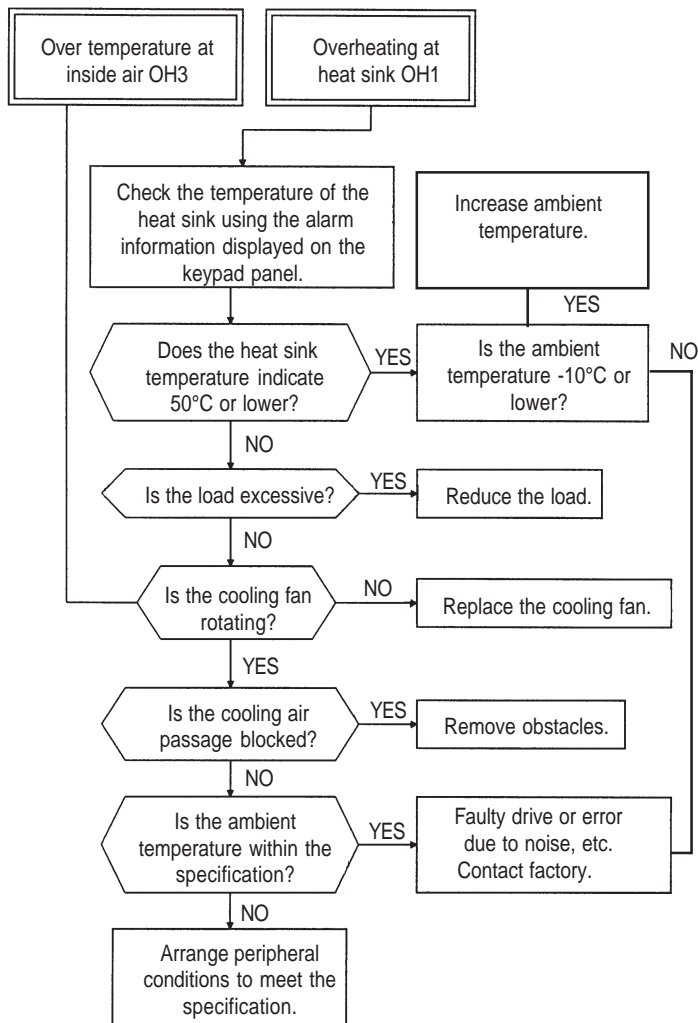 Over temperature at
inside air OH3
Overheating at
heat sink OH1
Check the temperature of the
heat sink using the alarm
information displayed on the
keypad panel.
Increase ambient
temperature.
YES
Does the heat sink
temperature indicate
50°C or lower?
YES
Is the ambient
temperature -10°C or
lower?
NO
NO
Is the load excessive?
YES
Reduce the load.
NO
Is the cooling fan
rotating?
NO
Replace the cooling fan.
YES
Is the cooling air
passage blocked?
YES
Remove obstacles.
NO
Is the ambient
temperature within the
specification?
YES
Faulty drive or error
due to noise, etc.
Contact factory.
NO
Arrange peripheral
conditions to meet the
specification.